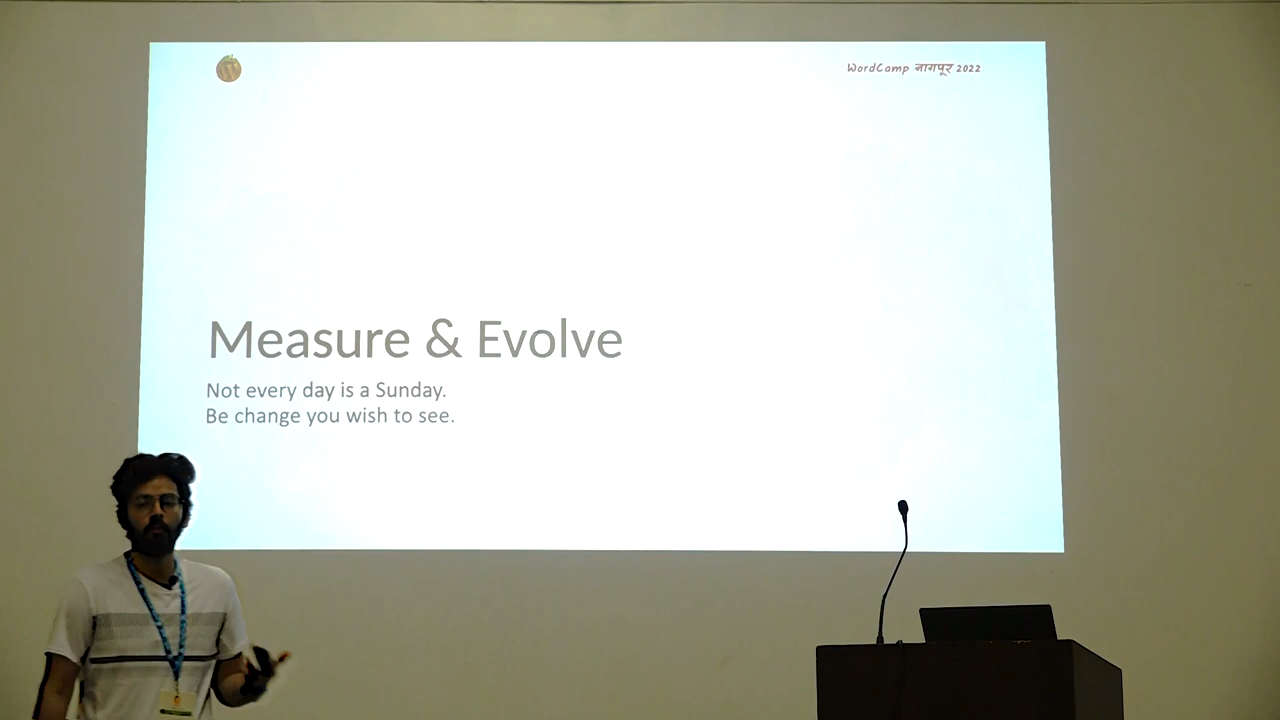 WordCamp नागपूर 2022
Measure & Evolve
Not every day is a Sunday.
Be change you wish to see.